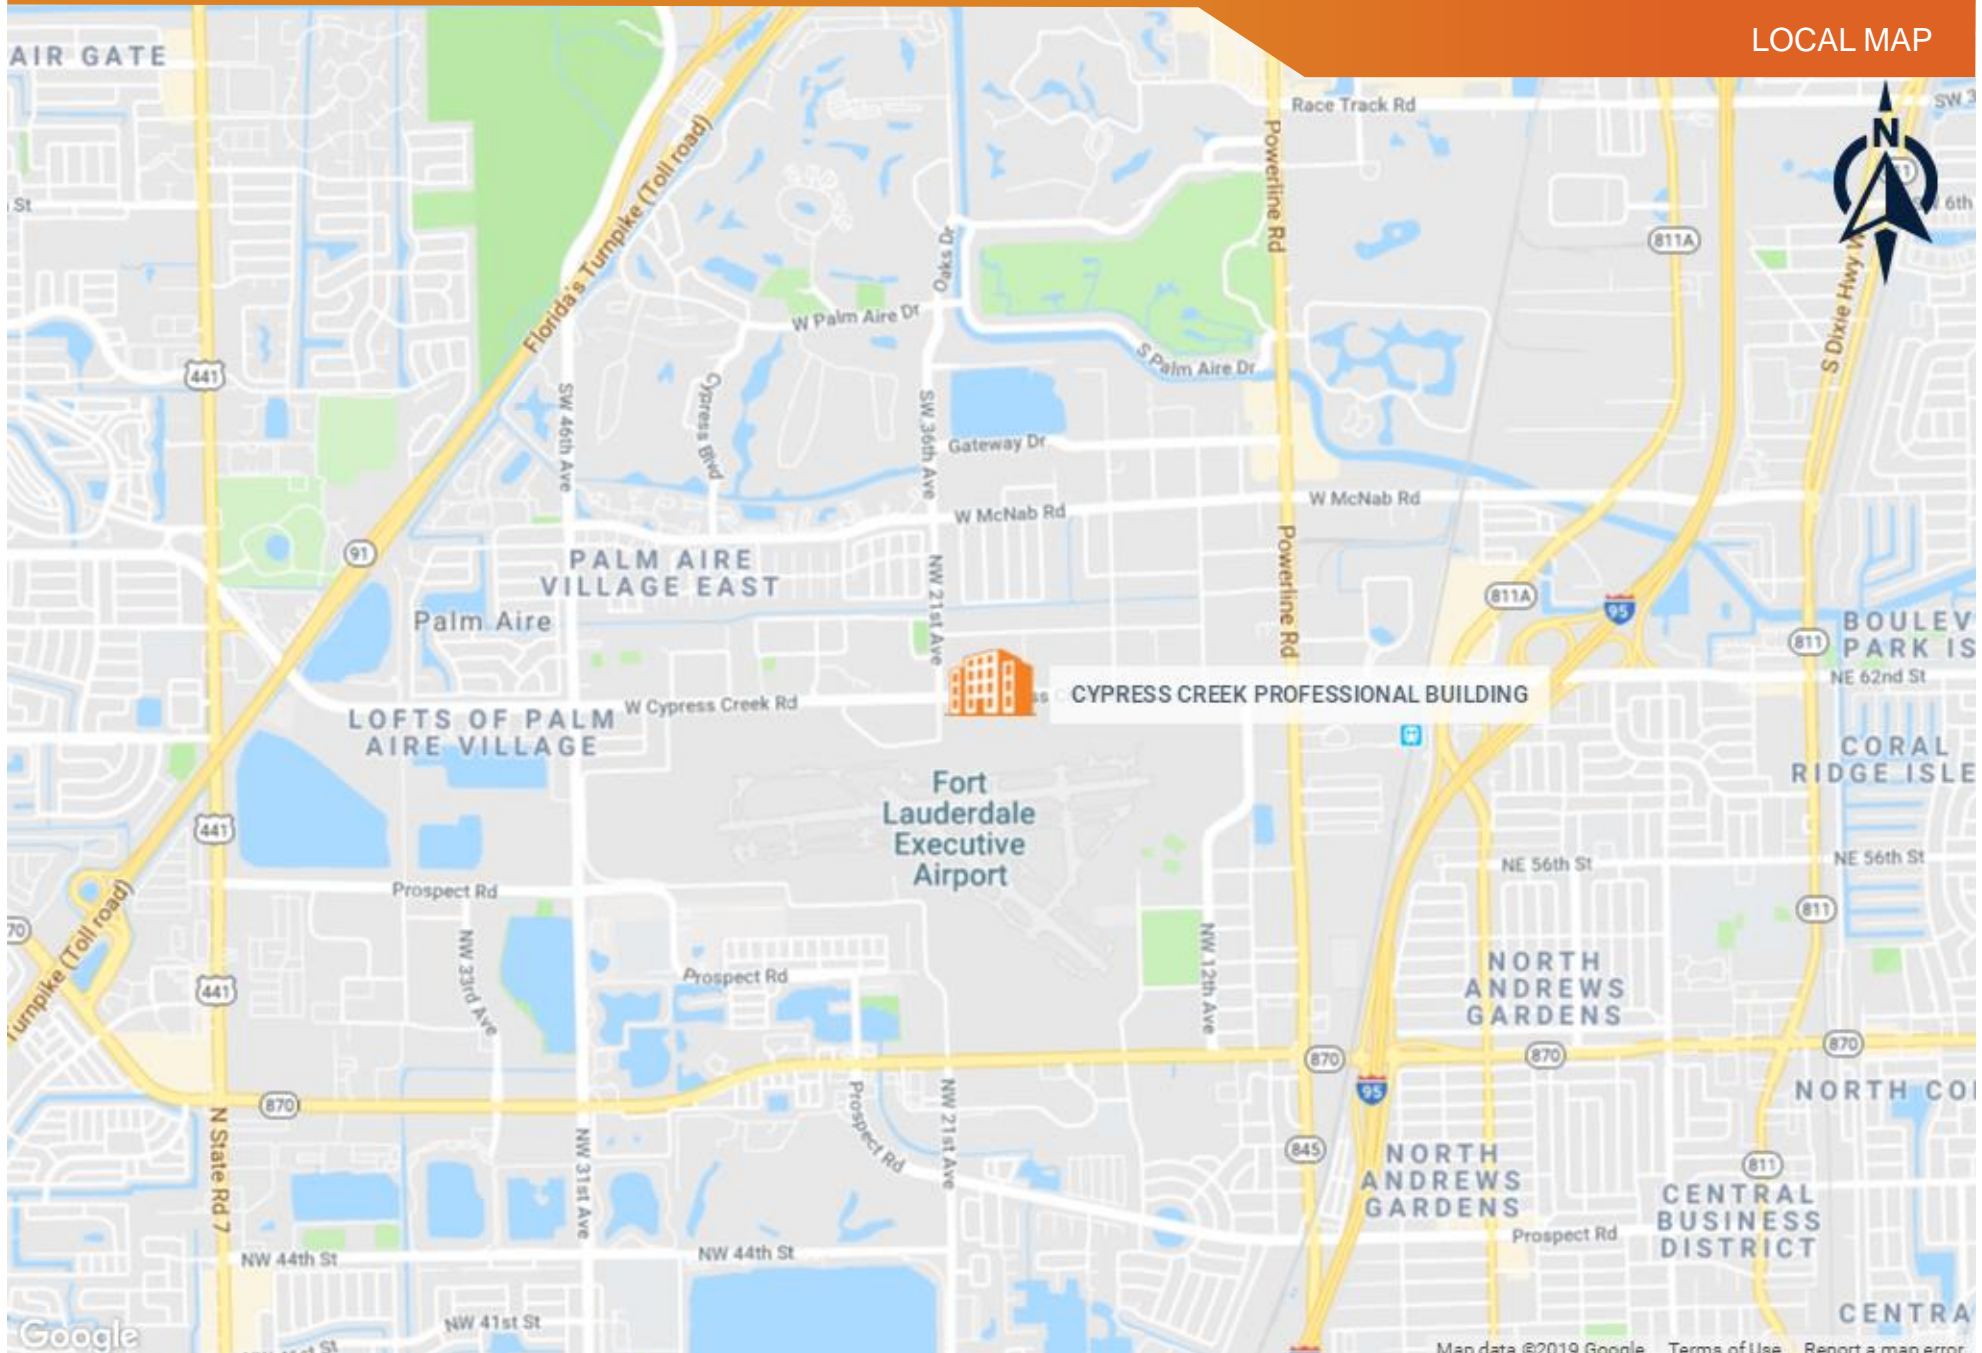 LOCAL MAP
AIR GATE
Race Track Rd
SW 3
N
St
Powerline Rd
811A
6th
Florida's Turnpike (Toll road)
Oaks Dr
W Palm Aire Dr
S Dixie Hwy W
S Palm Aire Dr
441
SW 46th Ave
Cypress Blvd
SW 36th Ave
Gateway Dr
W McNab Rd
W McNab Rd
91
PALM AIRE
VILLAGE EAST
NW 21st Ave
Powerline Rd
811A
95
Palm Aire
BOULEV
PARK IS
811
NE 62nd St
CYPRESS CREEK PROFESSIONAL BUILDING
W Cypress Creek Rd
LOFTS OF PALM
AIRE VILLAGE
CORAL
RIDGE ISLE
Fort
Lauderdale
Executive
Airport
441
NE 56th St
NE 56th St
Prospect Rd
811
70
Turnpike (Toll road)
NW 33rd Ave
NW 12th Ave
Prospect Rd
NORTH
ANDREWS
GARDENS
441
870
870
870
95
870
NORTH CO
N State Rd 7
NW 31st Ave
Prospect Rd
NW 21st Ave
845
NORTH
ANDREWS
GARDENS
811
CENTRAL
BUSINESS
DISTRICT
Prospect Rd
NW 44th St
NW 44th St
CENTRA
NW 41st St
Google
Map data ©2019 Google Terms of Use Report a map error